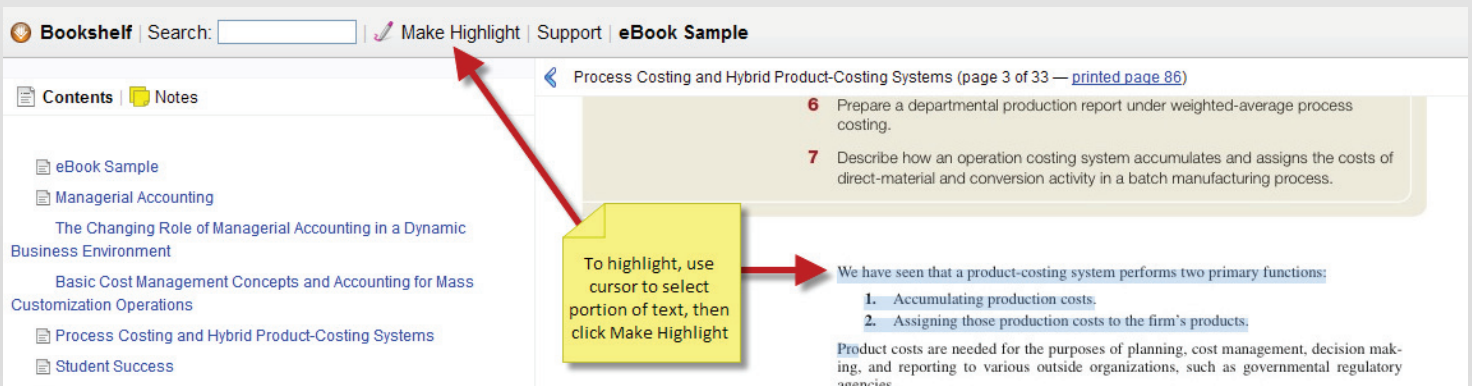 Bookshelf | Search: | Make Highlight | Support | eBook Sample
Contents | Notes
eBook Sample
Managerial Accounting
The Changing Role of Managerial Accounting in a Dynamic
Business Environment
Basic Cost Management Concepts and Accounting for Mass
Customization Operations
Process Costing and Hybrid Product-Costing Systems
Student Success
Process Costing and Hybrid Product-Costing Systems (page 3 of 33 — printed page 86)
6 Prepare a departmental production report under weighted-average process
costing.
7 Describe how an operation costing system accumulates and assigns the costs of
direct-material and conversion activity in a batch manufacturing process.
To highlight, use
cursor to select
portion of text, then
click Make Highlight
We have seen that a product-costing system performs two primary functions:
1. Accumulating production costs.
2. Assigning those production costs to the firm's products.
Product costs are needed for the purposes of planning, cost management, decision mak-
ing, and reporting to various outside organizations, such as governmental regulatory
agencies